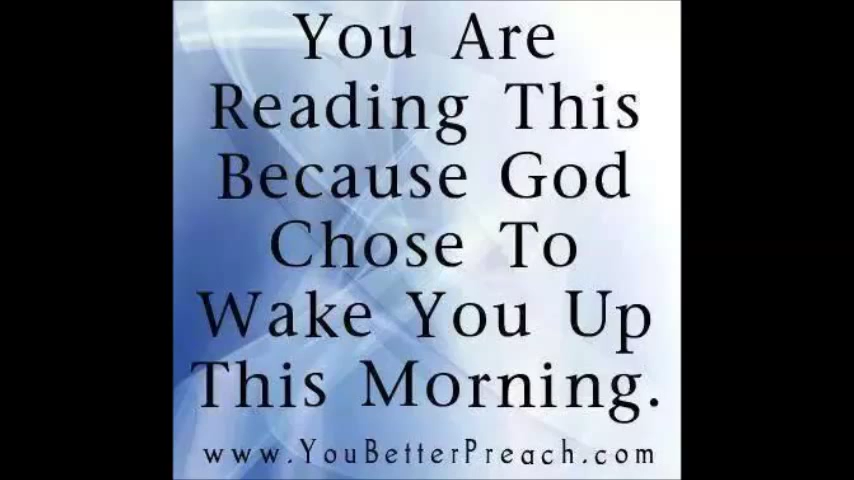 You Are
Reading This
Because God
Chose To
Wake You Up
This Morning.
www.YouBetterPreach.com